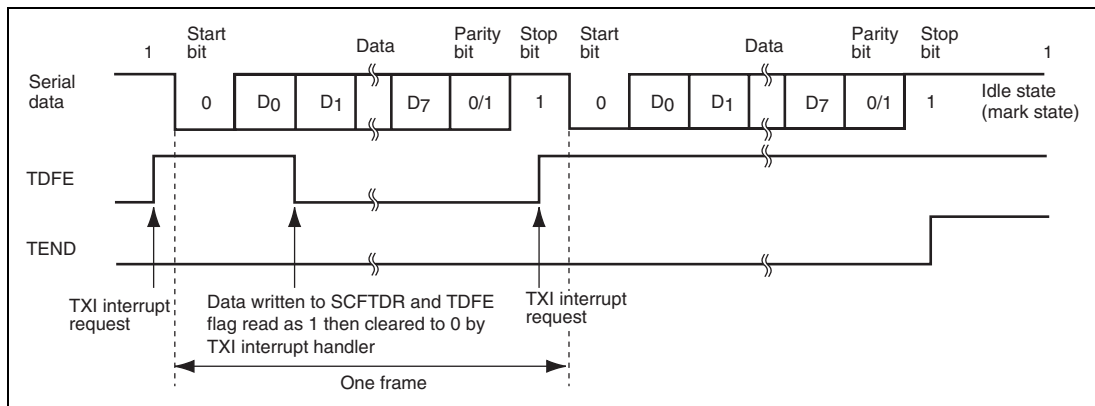 1 Start bit Data Parity bit Stop bit Start bit Data Parity bit Stop bit 1
Serial data 0 D0 D1 D7 0/1 1 0 D0 D1 D7 0/1 1 Idle state (mark state)
TDFE
TEND
TXI interrupt request
Data written to SCFTDR and TDFE
flag read as 1 then cleared to 0 by
TXI interrupt handler
TXI interrupt request
One frame